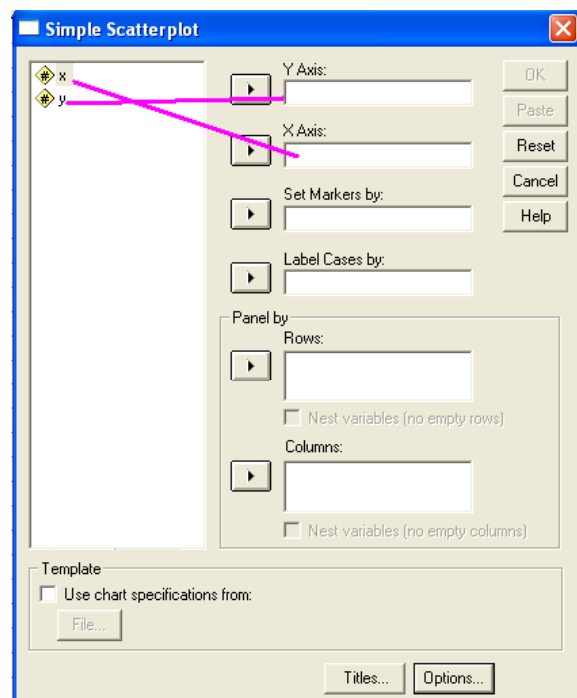 Simple Scatterplot
x
y
Y Axis:
X Axis:
Set Markers by:
Label Cases by:
OK
Paste
Reset
Cancel
Help
Panel by
Rows:
Nest variables (no empty rows)
Columns:
Nest variables (no empty columns)
Template
Use chart specifications from:
File...
Titles...
Options...